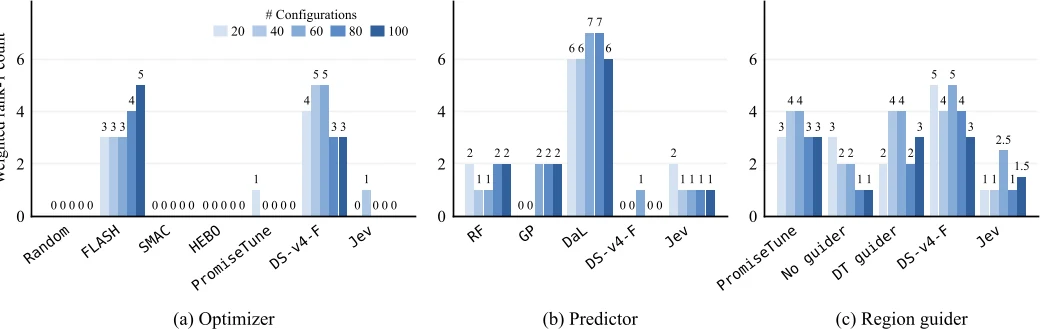 # Configurations
20 40 60 80 100
Weighted rank-1 count
6
4
2
0
0 0 0 0 0
3 3 3 4 5
0 0 0 0 0
0 0 0 0 0
1 0 0 0 0
4 5 5 3 3
0 1 0 0 0
Random FLASH SMAC HEBO PromiseTune DS-v4-F Jev
(a) Optimizer
6
4
2
0
2 1 1 2 2
0 0 2 2 2
6 6 7 7 6
0 0 1 0 0
2 1 1 1 1
RF GP DaL DS-v4-F Jev
(b) Predictor
6
4
2
0
3 4 4 3 3
3 2 2 1 1
2 4 4 2 3
5 4 5 4 3
1 1 2.5 1 1.5
PromiseTune No guider DT guider DS-v4-F Jev
(c) Region guider